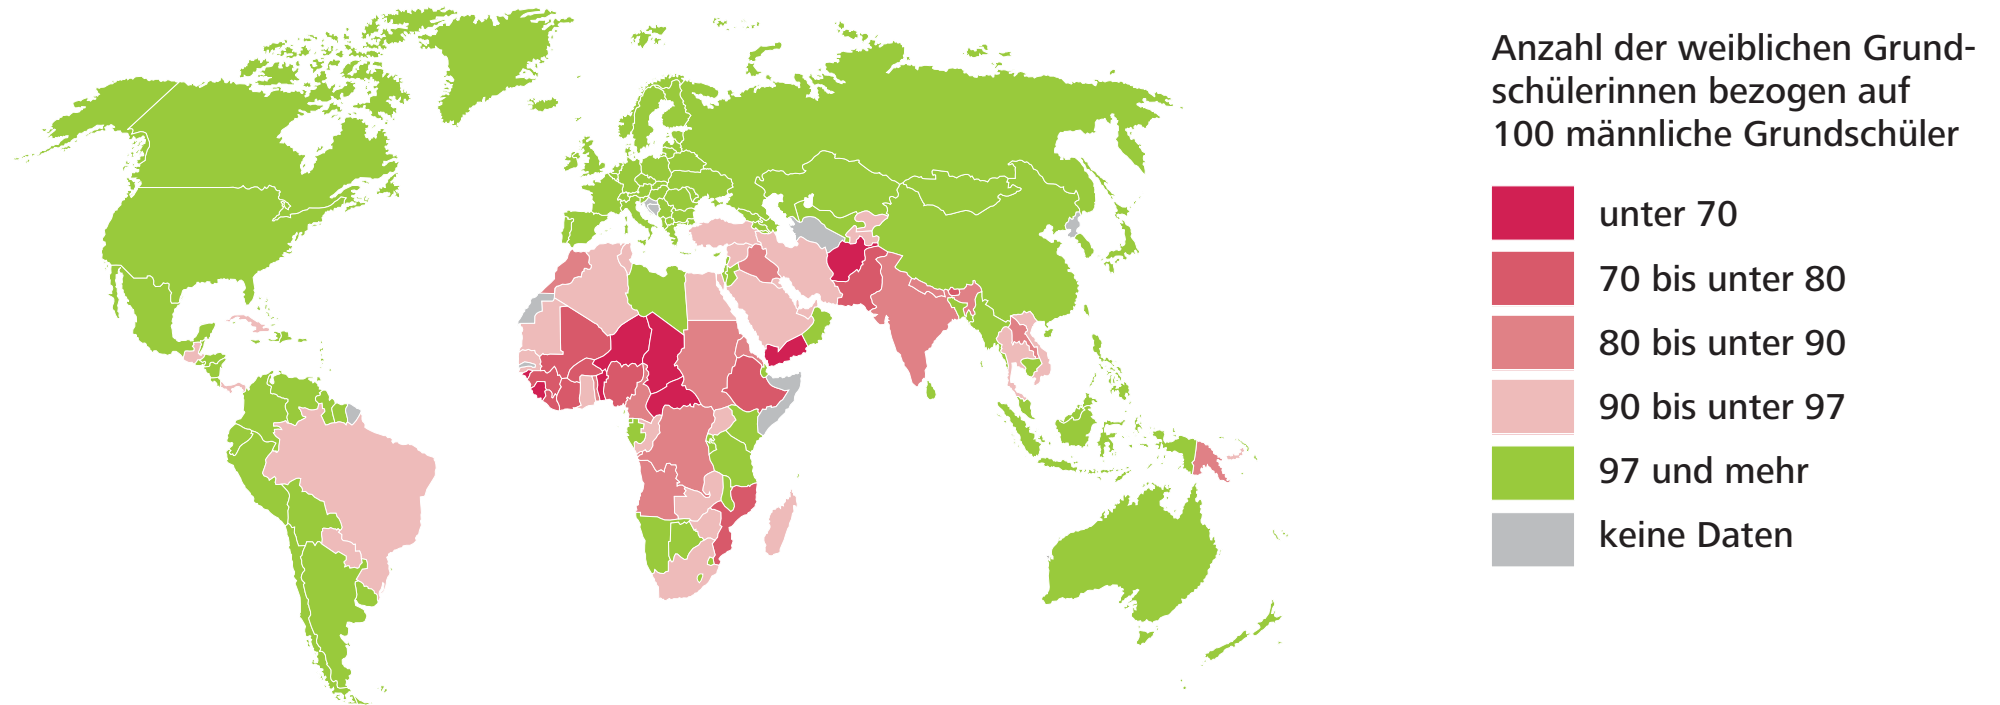 Anzahl der weiblichen Grund-
schülerinnen bezogen auf
100 männliche Grundschüler
unter 70
70 bis unter 80
80 bis unter 90
90 bis unter 97
97 und mehr
keine Daten